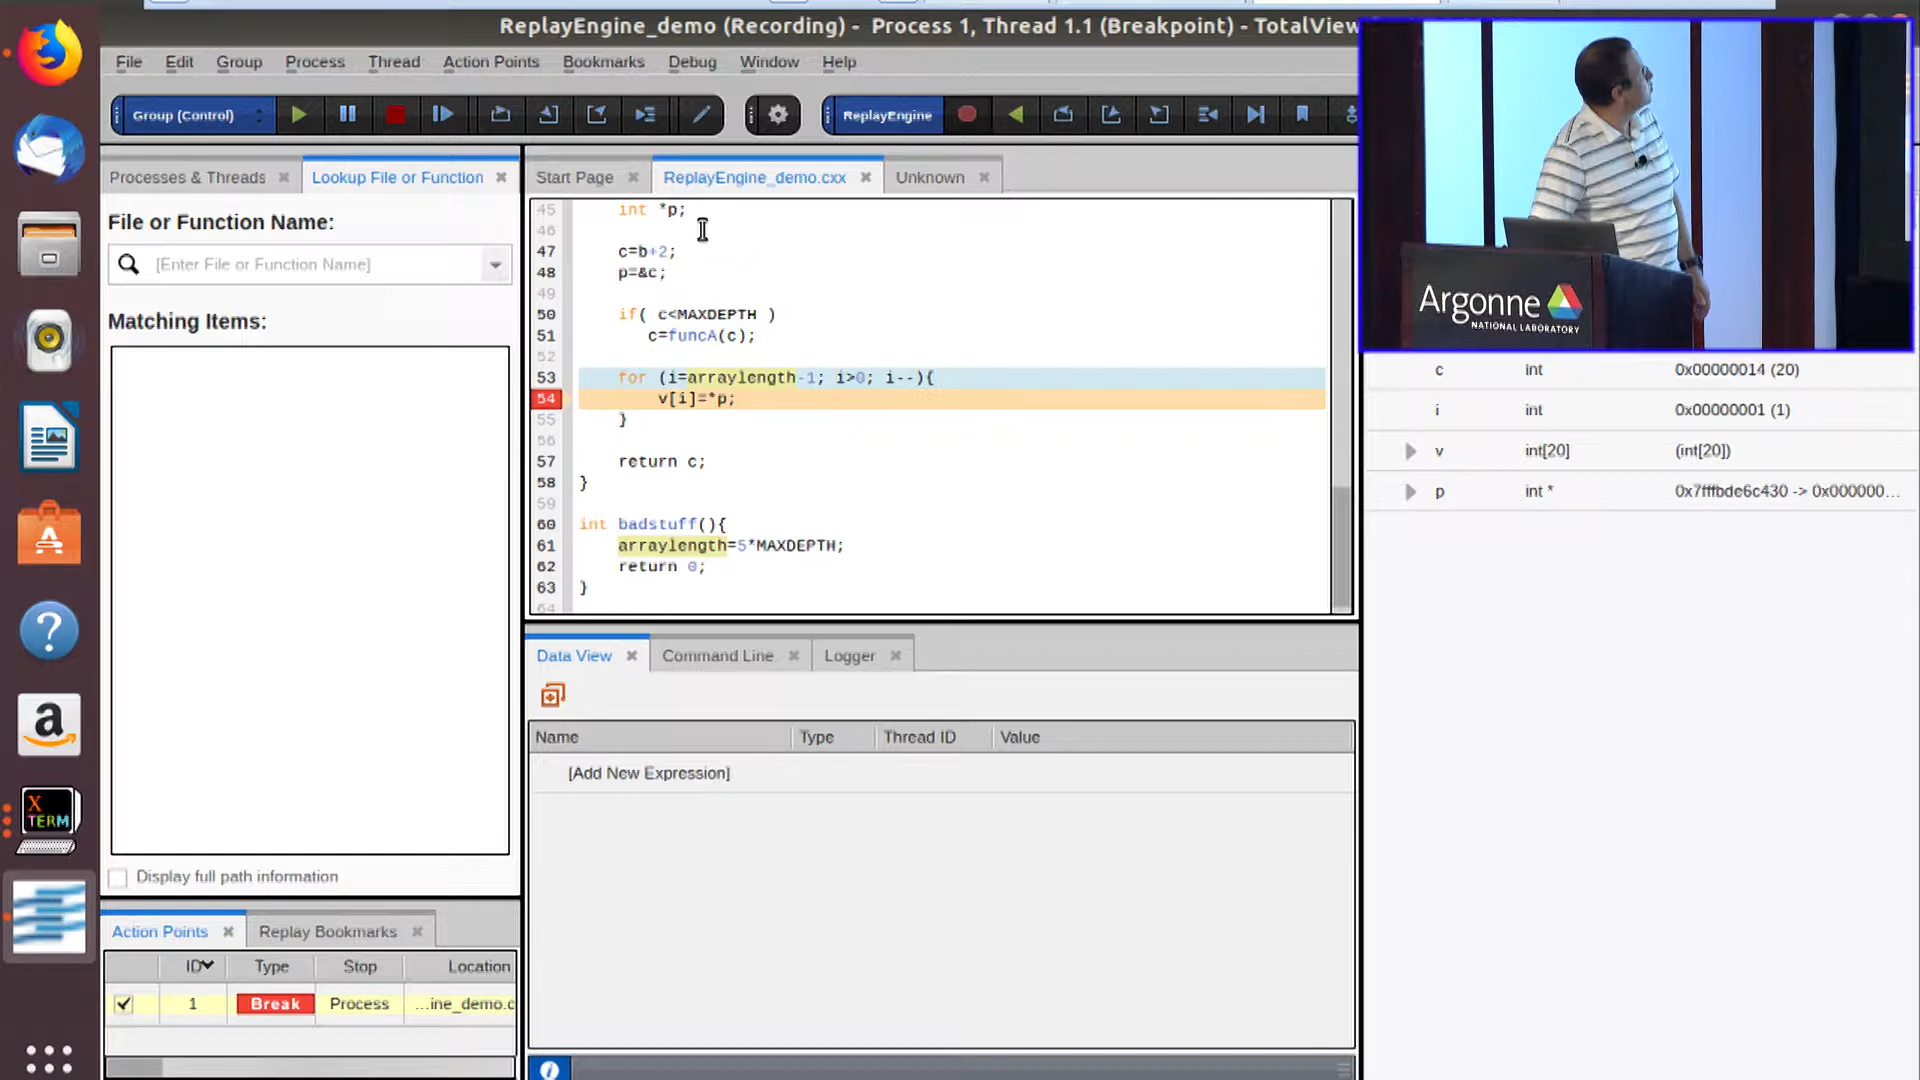 ReplayEngine_demo (Recording) - Process 1, Thread 1.1 (Breakpoint) - TotalView
File Edit Group Process Thread Action Points Bookmarks Debug Window Help
Group (Control)
ReplayEngine
Processes & Threads
Lookup File or Function
File or Function Name:
[Enter File or Function Name]
Matching Items:
Display full path information
Action Points
Replay Bookmarks
ID Type Stop Location
1 Break Process ...ine_demo.c
Start Page
ReplayEngine_demo.cxx
Unknown
45 int *p;
46
47 c=b+2;
48 p=&c;
49
50 if( c<MAXDEPTH )
51 c=funcA(c);
52
53 for (i=arraylength-1; i>0; i--){
54 v[i]=*p;
55 }
56
57 return c;
58 }
59
60 int badstuff(){
61 arraylength=5*MAXDEPTH;
62 return 0;
63 }
64
Data View
Command Line
Logger
Name Type Thread ID Value
[Add New Expression]
Argonne
NATIONAL LABORATORY
c int 0x00000014 (20)
i int 0x00000001 (1)
v int[20] (int[20])
p int * 0x7fffbde6c430 -> 0x000000...
X
TERM
a